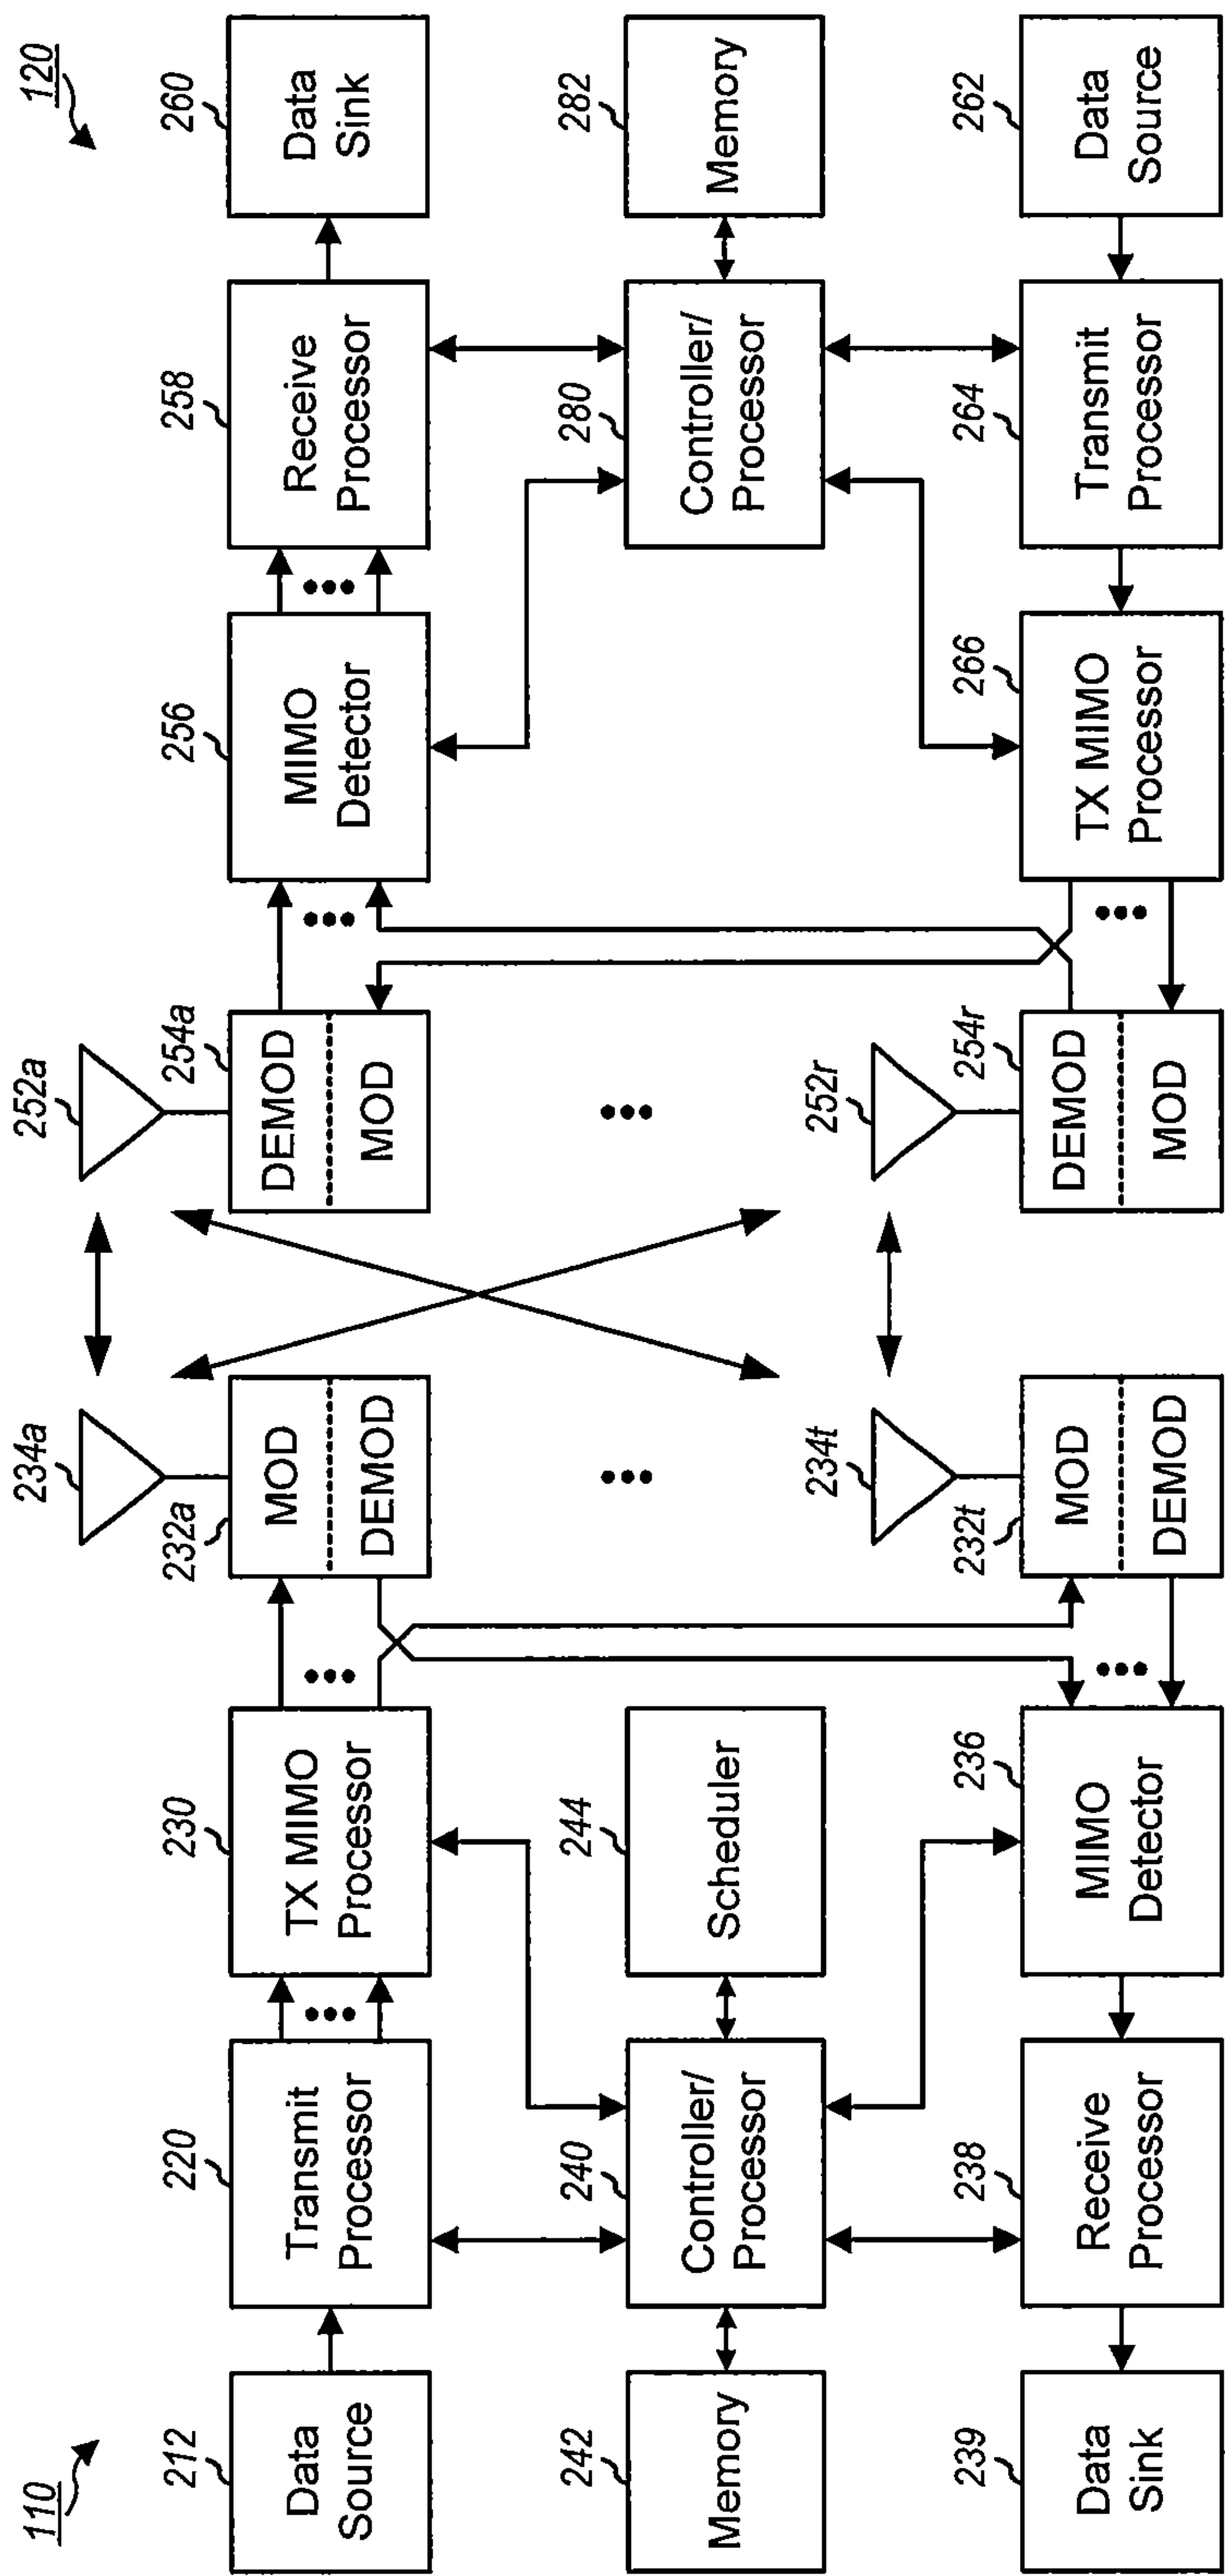 110
120
212
Data
Source
220
Transmit
Processor
230
TX MIMO
Processor
232a
MOD
DEMOD
234a
252a
254a
DEMOD
MOD
256
MIMO
Detector
258
Receive
Processor
260
Data
Sink
242
Memory
240
Controller/
Processor
244
Scheduler
280
Controller/
Processor
282
Memory
239
Data
Sink
238
Receive
Processor
236
MIMO
Detector
232t
MOD
DEMOD
234t
252r
254r
DEMOD
MOD
266
TX MIMO
Processor
264
Transmit
Processor
262
Data
Source